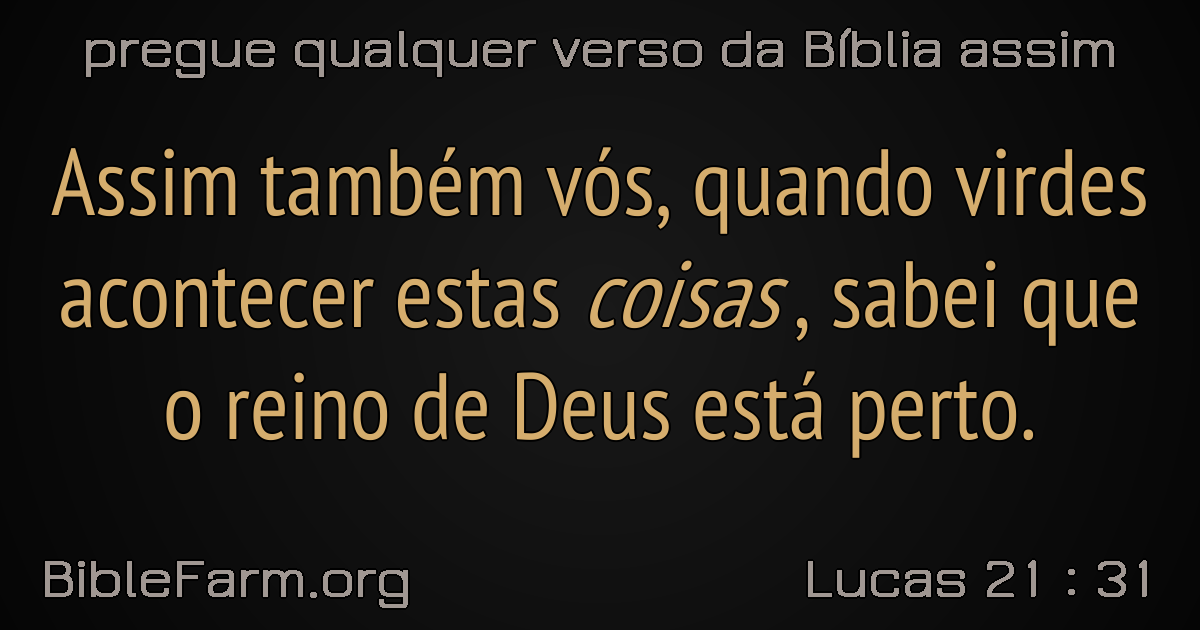 pregue qualquer verso da Bíblia assim
Assim também vós, quando virdes
acontecer estas coisas , sabei que
o reino de Deus está perto.
BibleFarm.org
Lucas 21 : 31